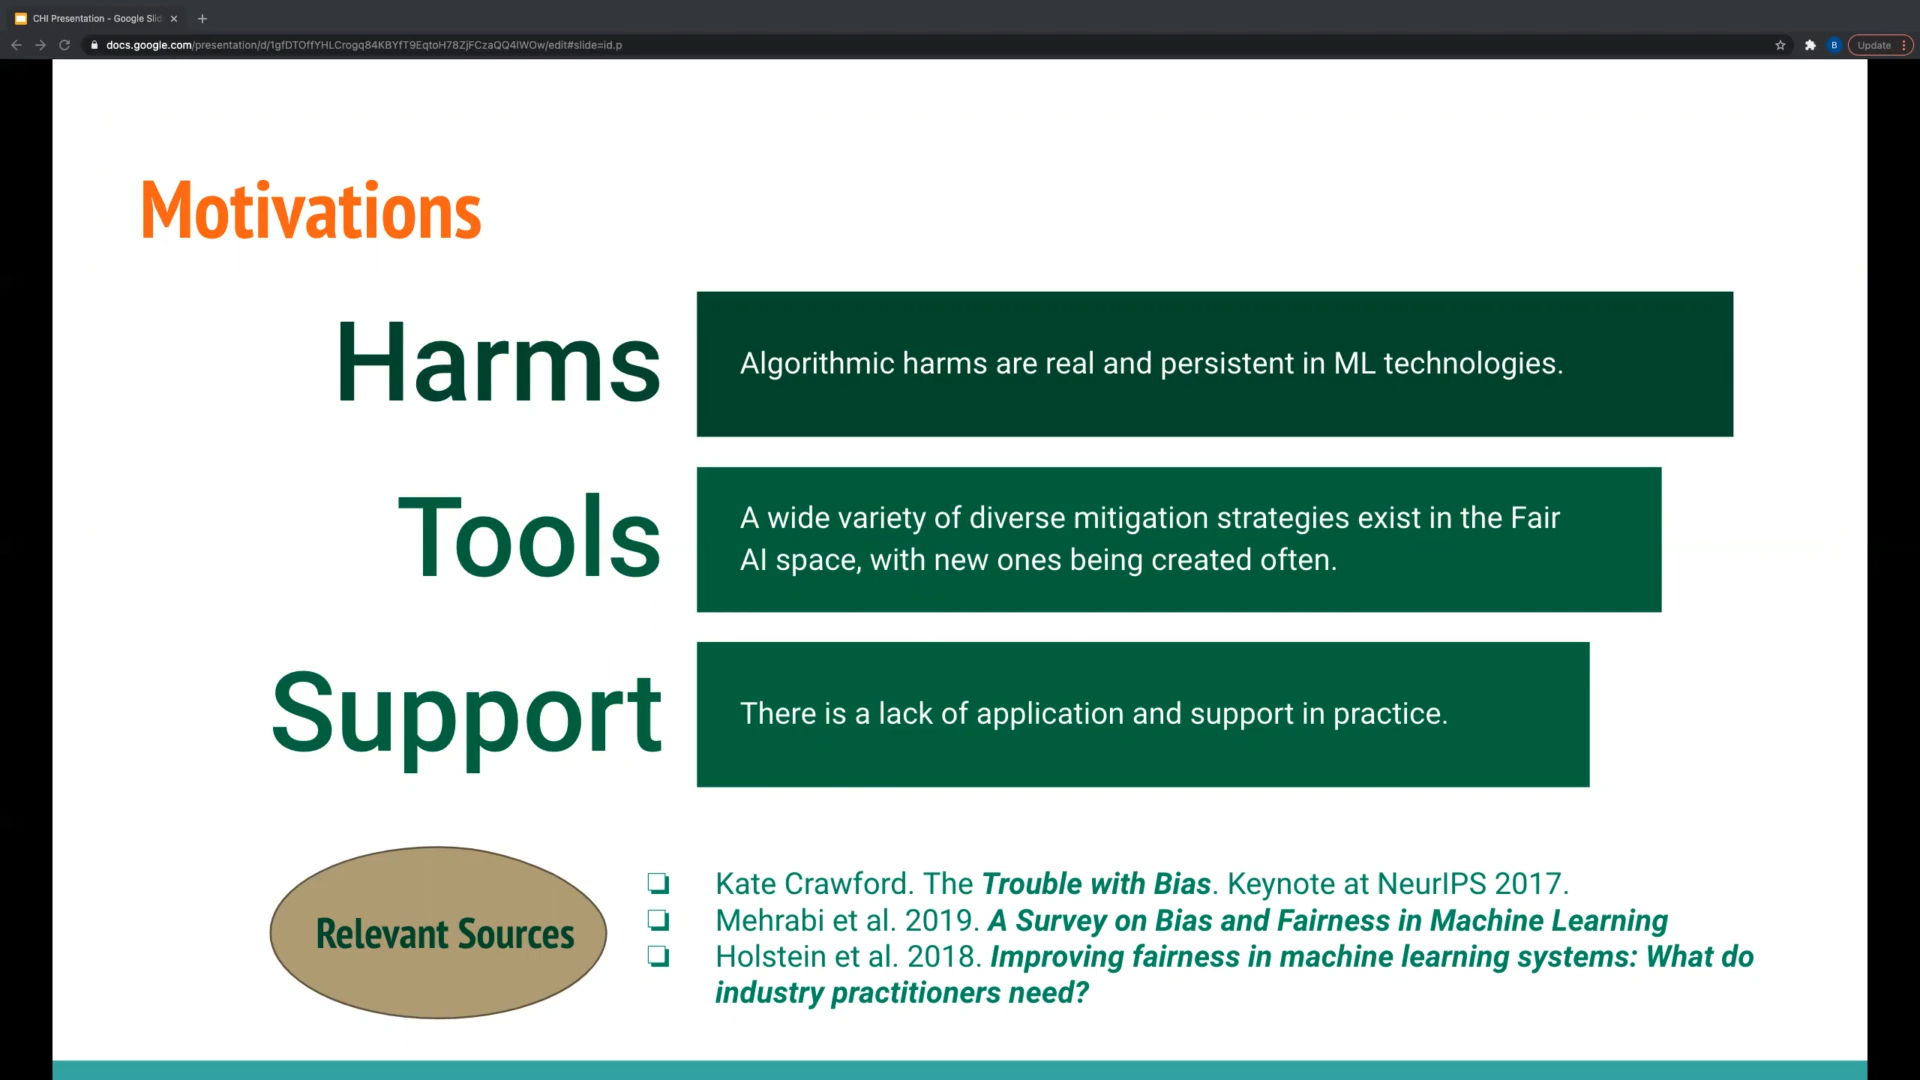 CHI Presentation - Google Slid
docs.google.com/presentation/d/1gfDTOffYHLCrogq84KBYfT9EqtoH78ZjFCzaQQ4lWOw/edit#slide=id.p
B
Update
Motivations
Harms
Algorithmic harms are real and persistent in ML technologies.
Tools
A wide variety of diverse mitigation strategies exist in the Fair
AI space, with new ones being created often.
Support
There is a lack of application and support in practice.
Relevant Sources
Kate Crawford. The Trouble with Bias. Keynote at NeurIPS 2017.
Mehrabi et al. 2019. A Survey on Bias and Fairness in Machine Learning
Holstein et al. 2018. Improving fairness in machine learning systems: What do
industry practitioners need?